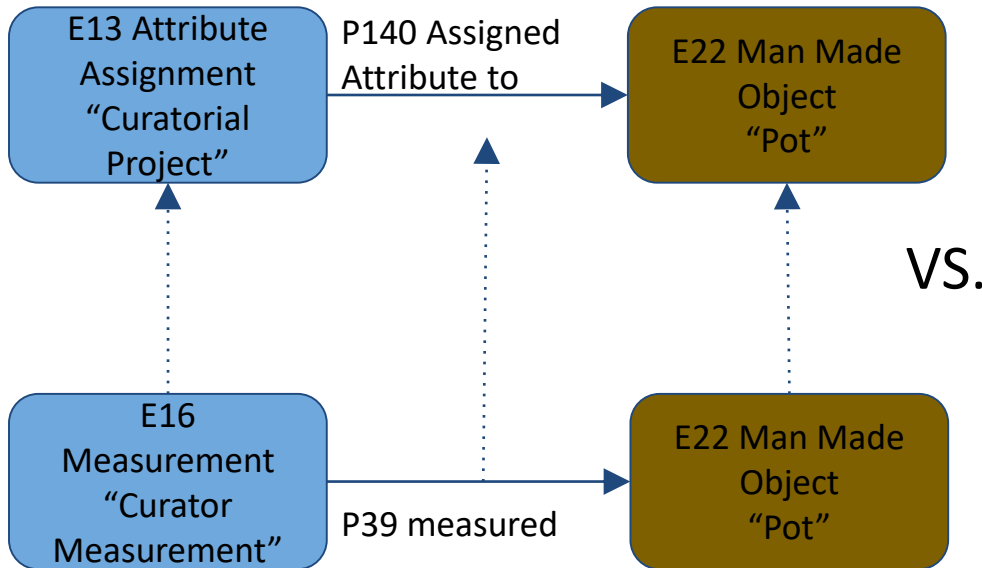 E13 Attribute
Assignment
“Curatorial
Project”
P140 Assigned
Attribute to
E22 Man Made
Object
“Pot”
VS.
E16
Measurement
“Curator
Measurement”
P39 measured
E22 Man Made
Object
“Pot”